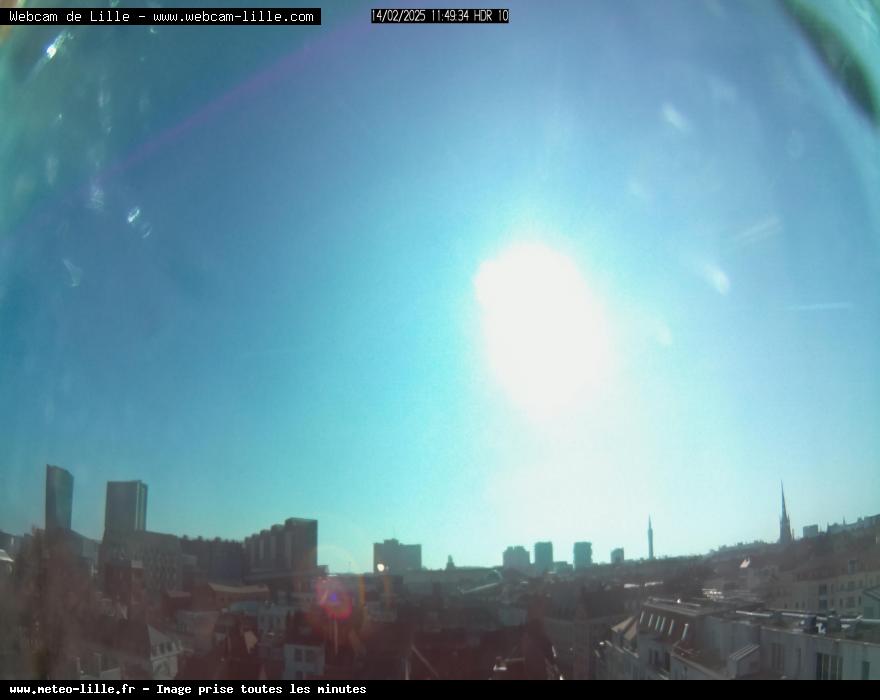 Webcam de Lille - www.webcam-lille.com
14/02/2025 11:49:34 HDR 10
www.meteo-lille.fr - Image prise toutes les minutes